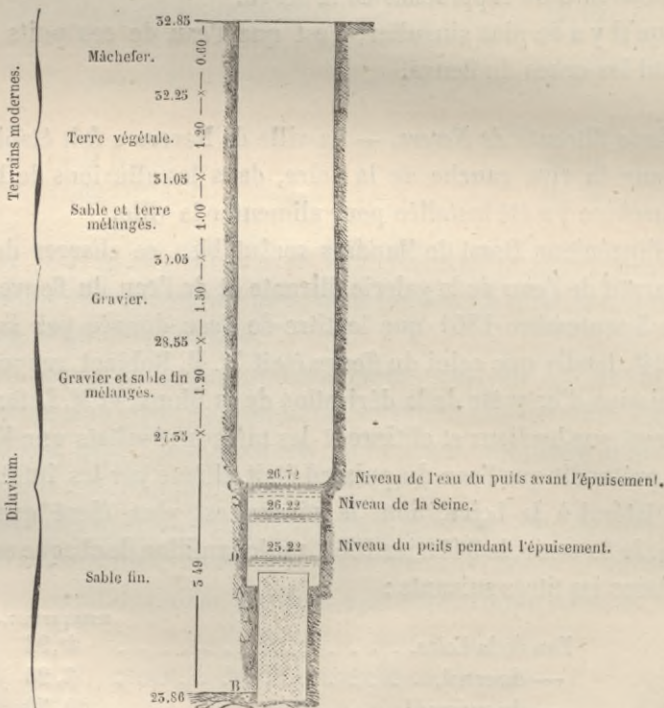 32.85
0.60
Mâchefer.
32.25
Terrains modernes.
Terre végétale.
1.20
31.05
Sable et terre
mélangés.
1.00
30.05
Gravier.
1.50
28.55
Gravier et sable fin
mélangés.
1.20
27.35
Diluvium.
C
26.72
Niveau de l'eau du puits avant l'épuisement.
26.22
Niveau de la Seine.
25.22
Niveau du puits pendant l'épuisement.
D
Sable fin.
3.49
B
23.86